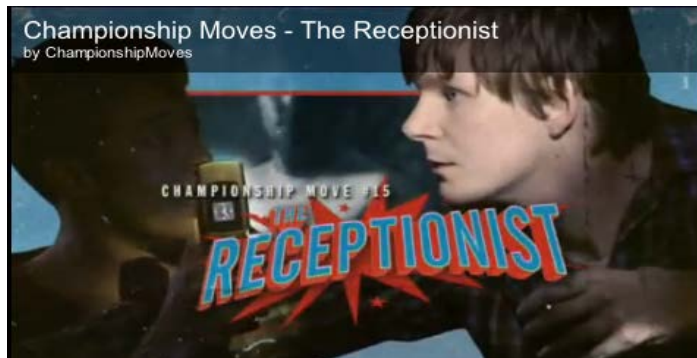 Championship Moves - The Receptionist
by ChampionshipMoves
CHAMPIONSHIP MOVE #15
THE
RECEPTIONIST